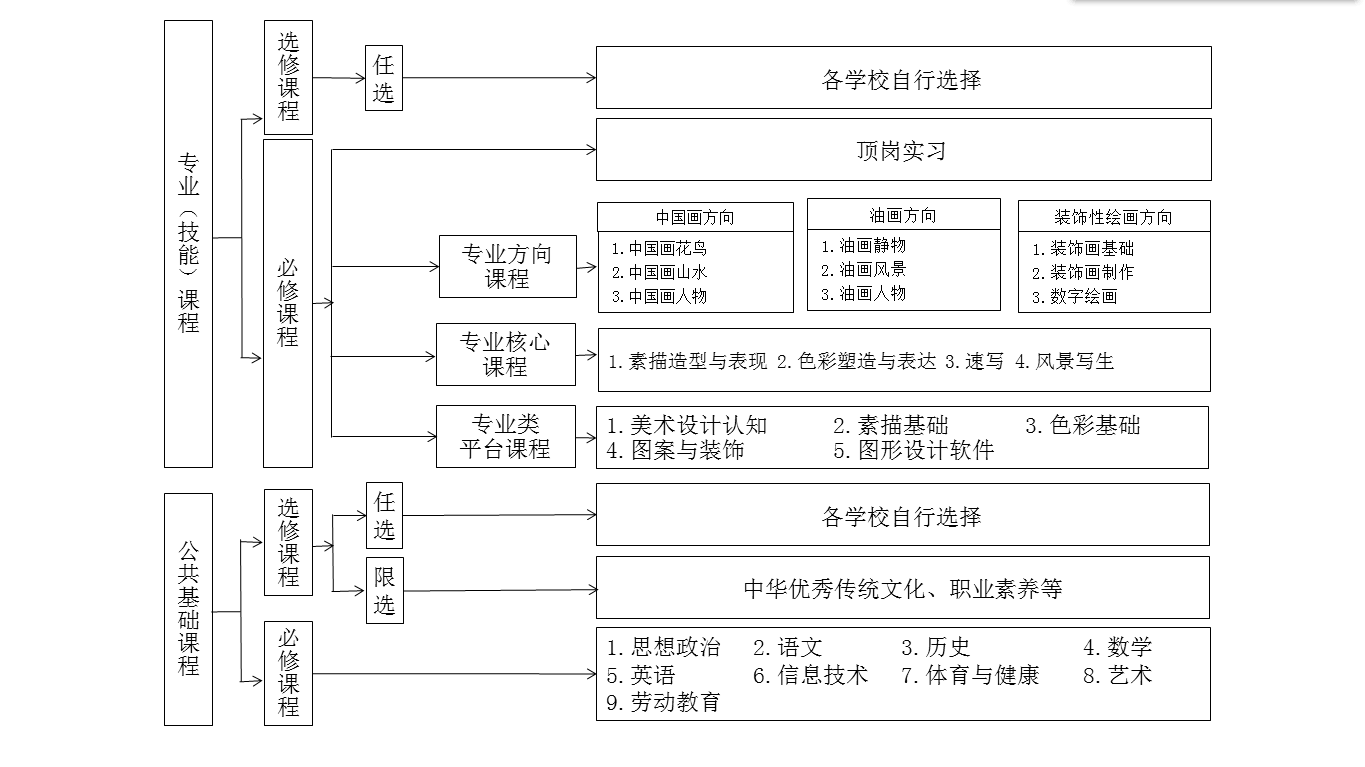 专业（技能）课程
选修课程
任选
各学校自行选择
必修课程
顶岗实习
专业方向
课程
中国画方向
1.中国画花鸟
2.中国画山水
3.中国画人物
油画方向
1.油画静物
2.油画风景
3.油画人物
装饰性绘画方向
1.装饰画基础
2.装饰画制作
3.数字绘画
专业核心
课程
1.素描造型与表现 2.色彩塑造与表达 3.速写 4.风景写生
专业类
平台课程
1.美术设计认知 2.素描基础 3.色彩基础
4.图案与装饰 5.图形设计软件
公共基础课程
选修课程
任选
各学校自行选择
限选
中华优秀传统文化、职业素养等
必修课程
1.思想政治 2.语文 3.历史 4.数学
5.英语 6.信息技术 7.体育与健康 8.艺术
9.劳动教育